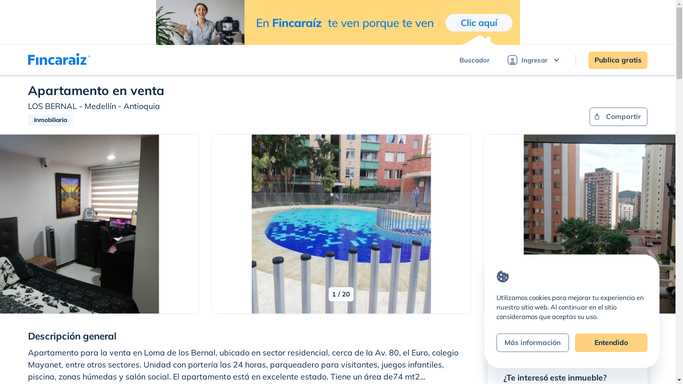 En Fincaraíz te ven porque te ven
Clic aquí
Fincaraiz
Buscador
Ingresar
Publica gratis
Apartamento en venta
LOS BERNAL - Medellín - Antioquia
Inmobiliaria
Compartir
1 / 20
Utilizamos cookies para mejorar tu experiencia en
nuestro sitio web. Al continuar en el sitio
consideramos que aceptas su uso.
Más información
Entendido
Descripción general
Apartamento para la venta en Loma de los Bernal, ubicado en sector residencial, cerca de la Av. 80, el Euro, colegio
Mayanet, entre otros sectores. Unidad con portería las 24 horas, parqueadero para visitantes, juegos infantiles,
piscina, zonas húmedas y salón social. El apartamento está en excelente estado. Tiene un área de74 mt2...
¿Te interesó este inmueble?